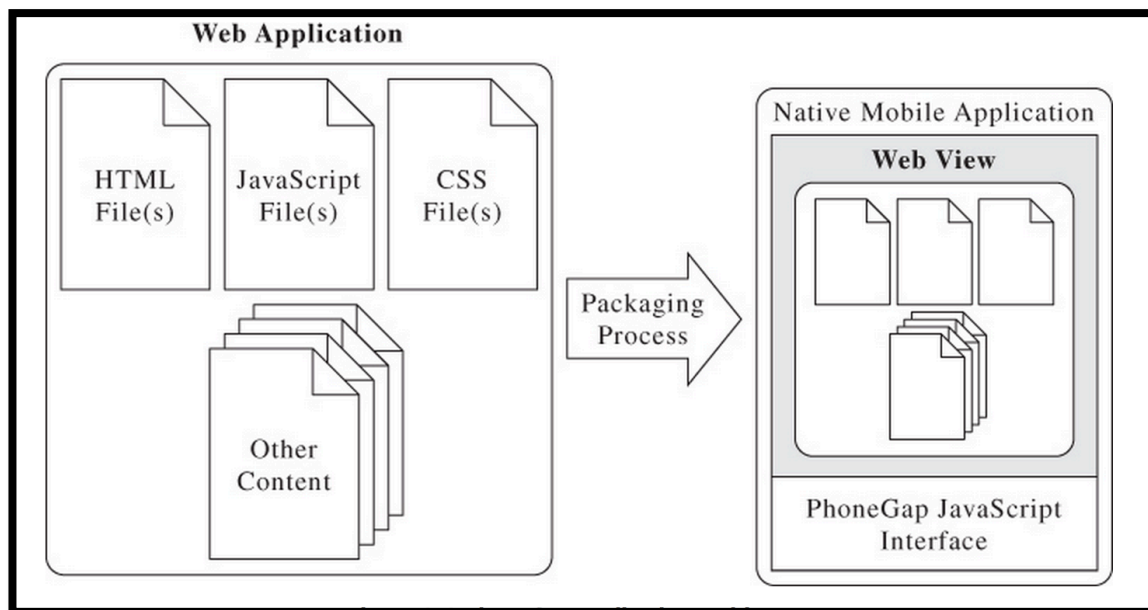 Web Application
HTML
File(s)
JavaScript
File(s)
CSS
File(s)
Other
Content
Packaging
Process
Native Mobile Application
Web View
PhoneGap JavaScript
Interface